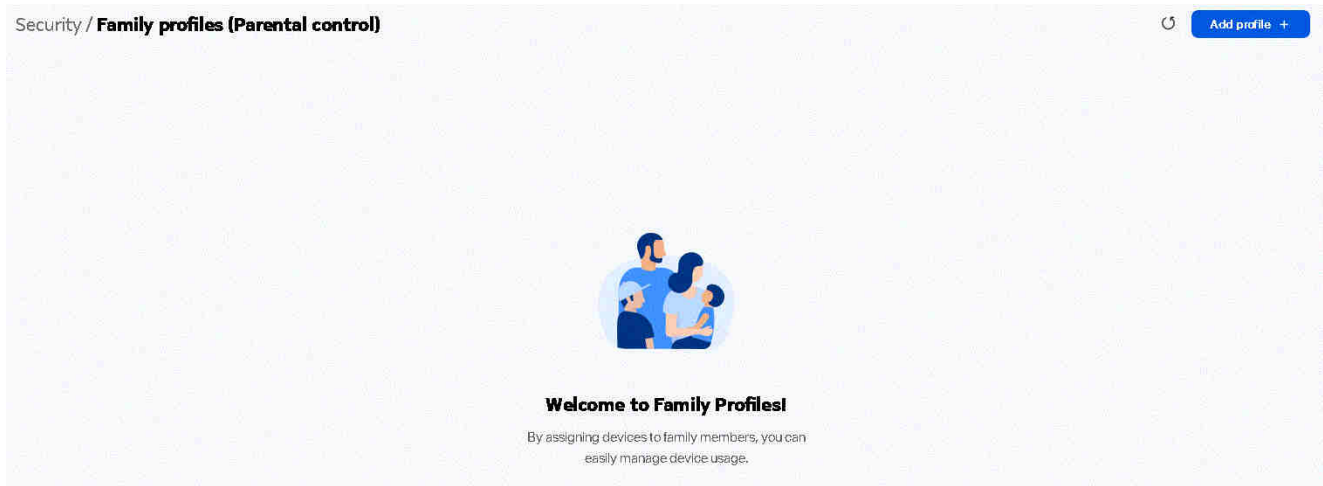 Security / Family profiles (Parental control)
Add profile +
Welcome to Family Profiles!
By assigning devices to family members, you can
easily manage device usage.